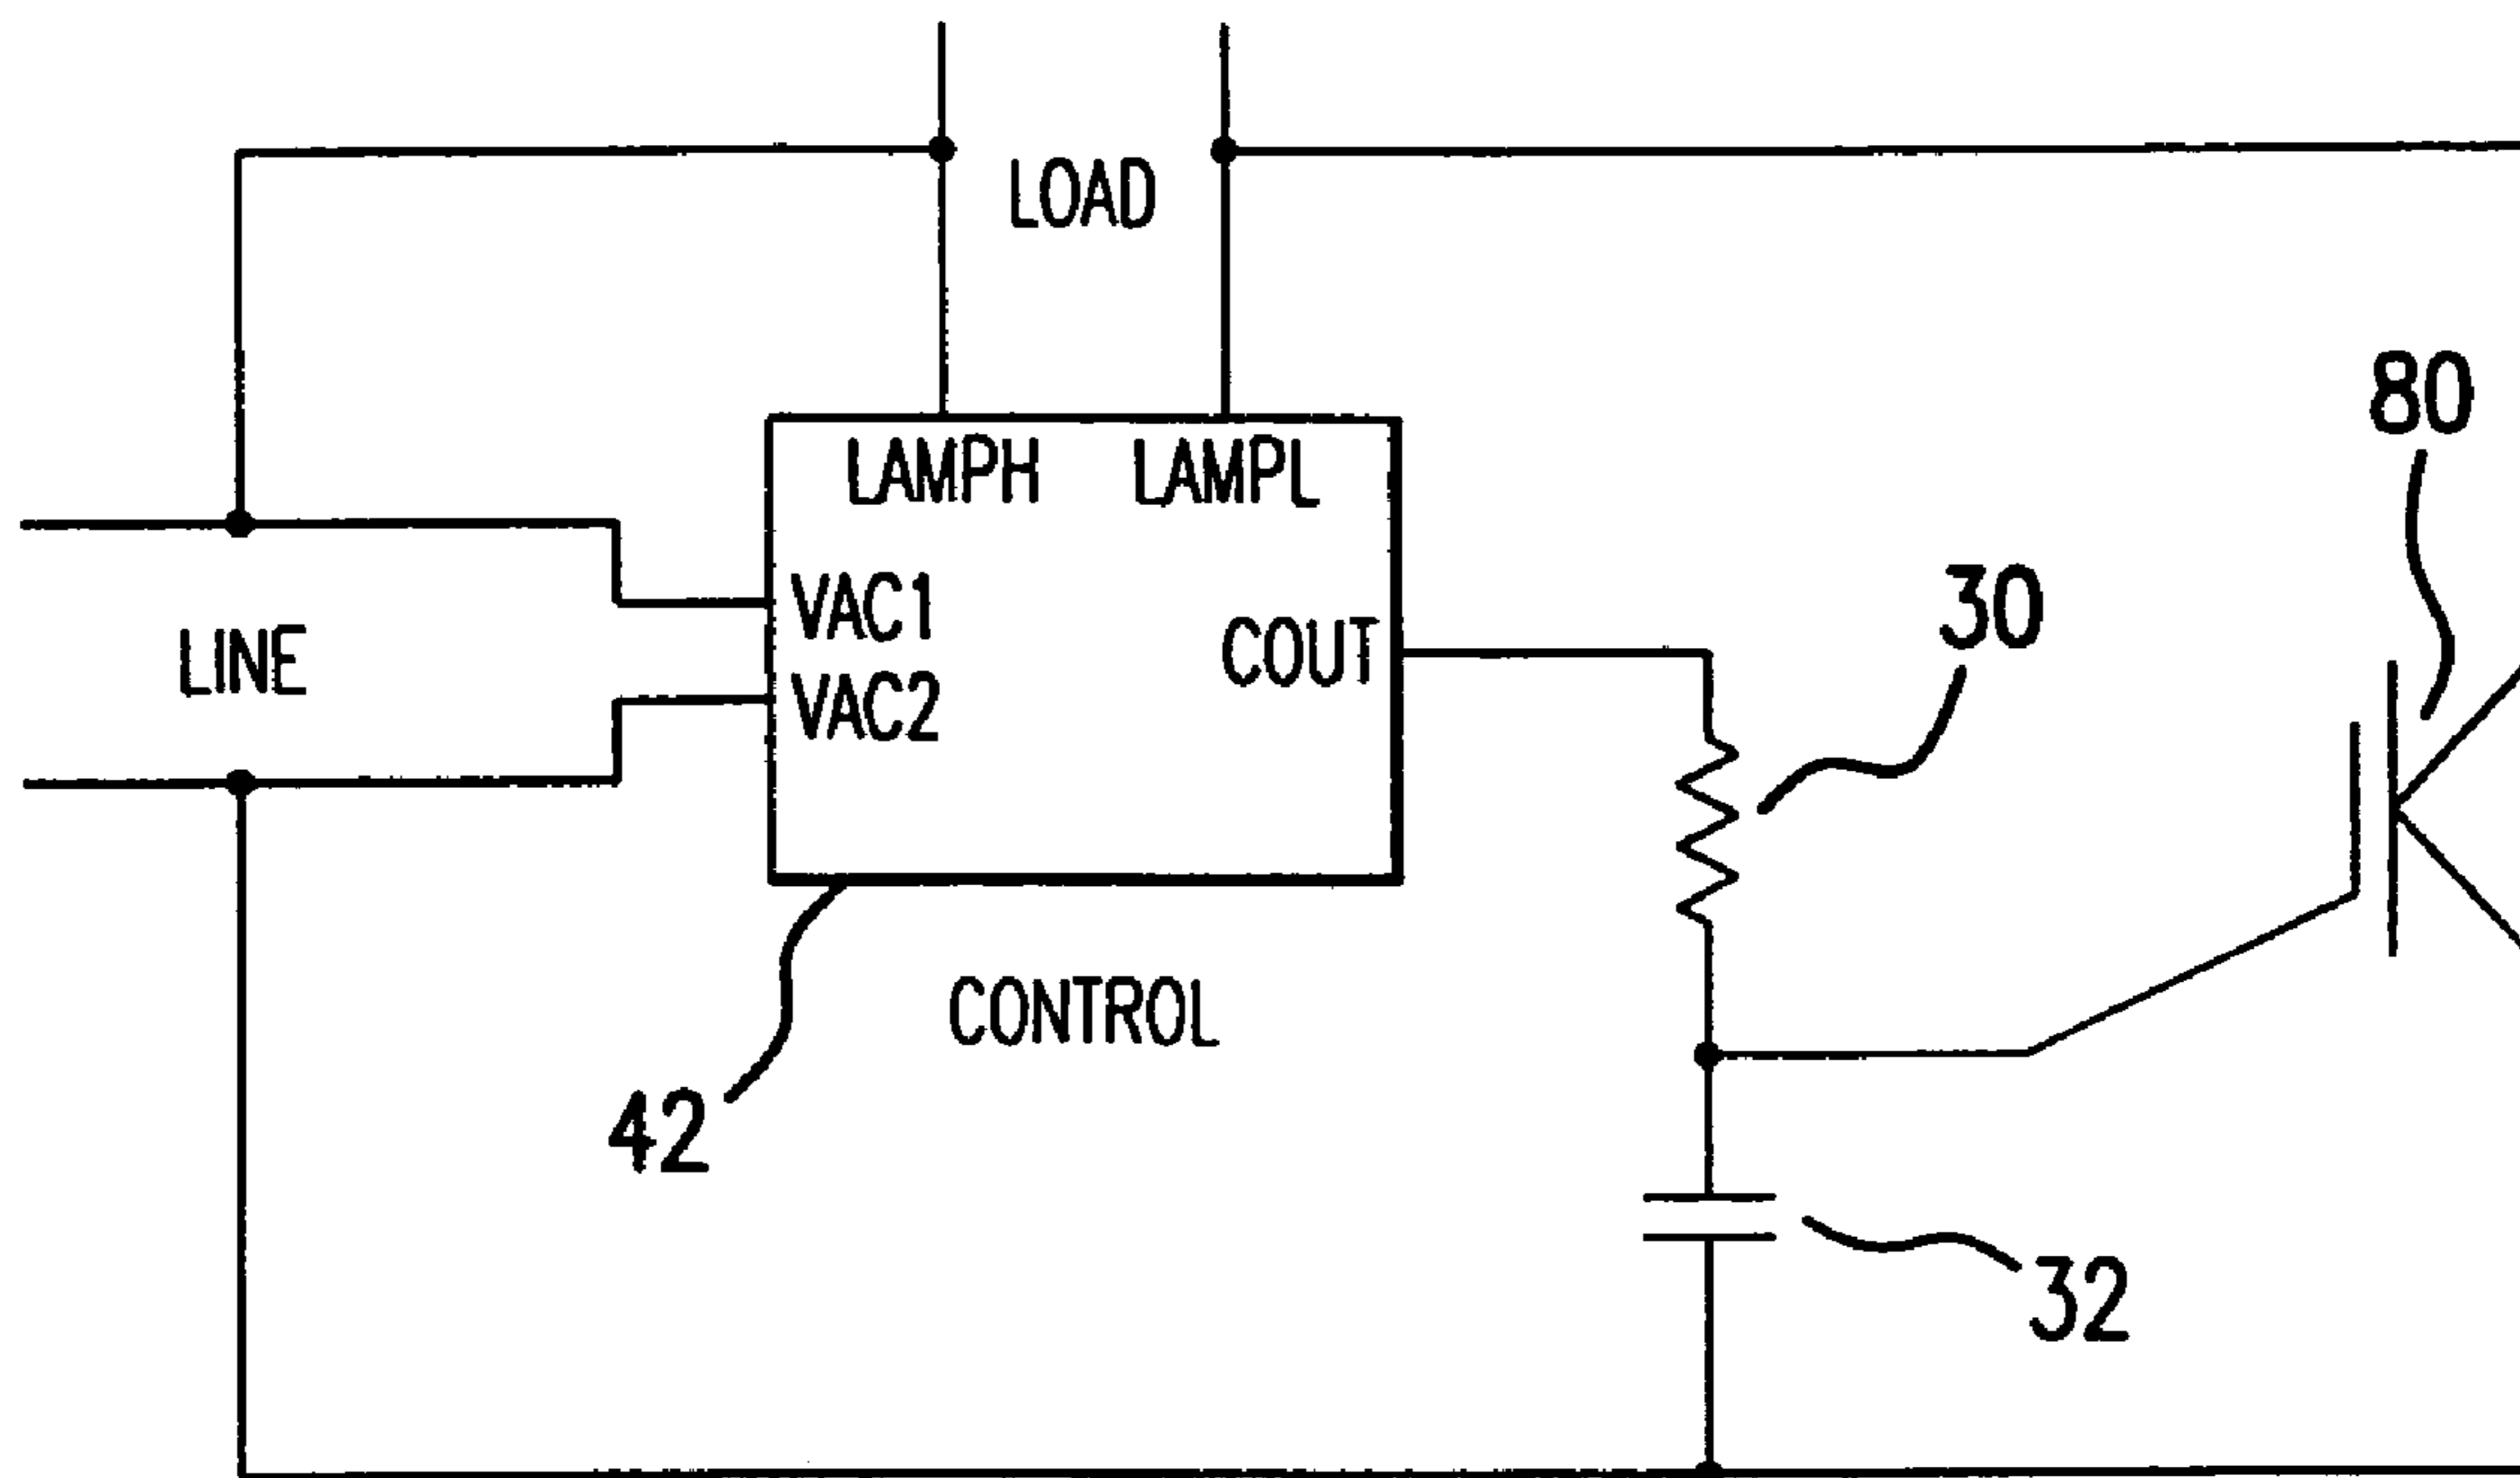 LOAD
80
LAMPH LAMPL
VAC1
30
LINE
COUT
VAC2
CONTROL
42
32